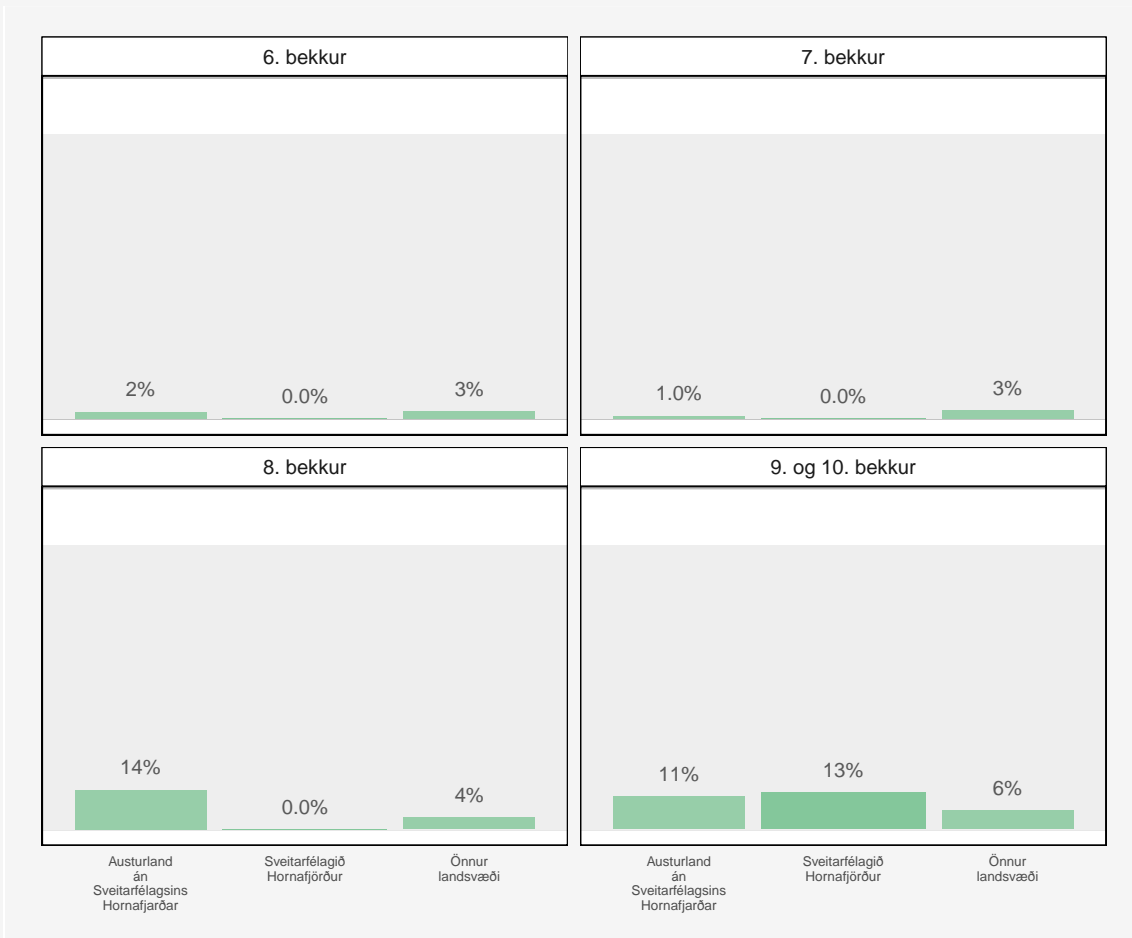 6. bekkur
7. bekkur
2%
0.0%
3%
1.0%
0.0%
3%
8. bekkur
9. og 10. bekkur
14%
0.0%
4%
11%
13%
6%
Austurland
án
Sveitarfélagsins
Hornafjarðar
Sveitarfélagið
Hornafjörður
Önnur
landsvæði
Austurland
án
Sveitarfélagsins
Hornafjarðar
Sveitarfélagið
Hornafjörður
Önnur
landsvæði